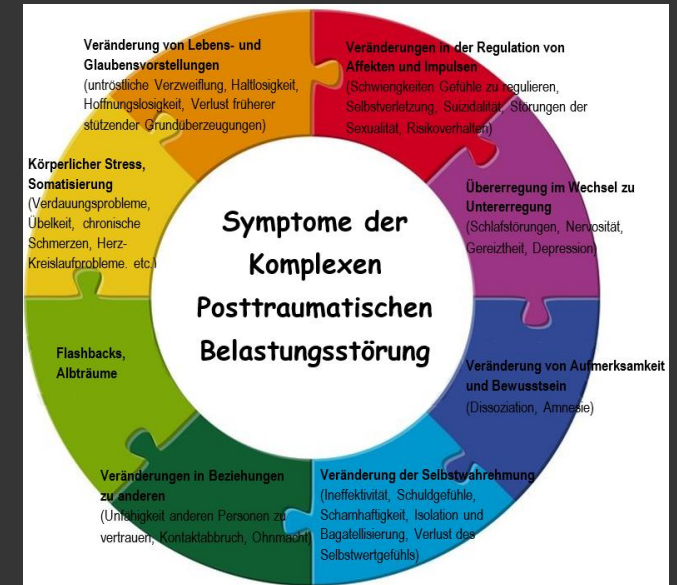 Veränderung von Lebens- und
Glaubensvorstellungen
(untröstliche Verzweiflung, Haltlosigkeit,
Hoffnungslosigkeit, Verlust früherer
stützender Grundüberzeugungen)
Veränderungen in der Regulation von
Affekten und Impulsen
(Schwierigkeiten Gefühle zu regulieren,
Selbstverletzung, Suizidalität, Störungen der
Sexualität, Risikoverhalten)
Körperlicher Stress,
Somatisierung
(Verdauungsprobleme,
Übelkeit, chronische
Schmerzen, Herz-
Kreislaufprobleme. etc.)
Übererregung im Wechsel zu
Untererregung
(Schlafstörungen, Nervosität,
Gereiztheit, Depression)
Symptome der
Komplexen
Posttraumatischen
Belastungsstörung
Flashbacks,
Albträume
Veränderung von Aufmerksamkeit
und Bewusstsein
(Dissoziation, Amnesie)
Veränderungen in Beziehungen
zu anderen
(Unfähigkeit anderen Personen zu
vertrauen, Kontaktabbruch, Ohnmacht)
Veränderung der Selbstwahrehmung
(Ineffektivität, Schuldgefühle,
Schamhaftigkeit, Isolation und
Bagatellisierung, Verlust des
Selbstwertgefühls)